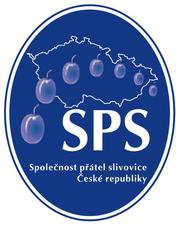 SPS
Společnost přátel slivovice
České republiky